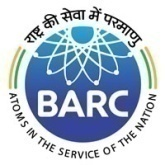 राष्ट्र की सेवा में परमाणु
BARC
ATOMS IN THE SERVICE OF THE NATION